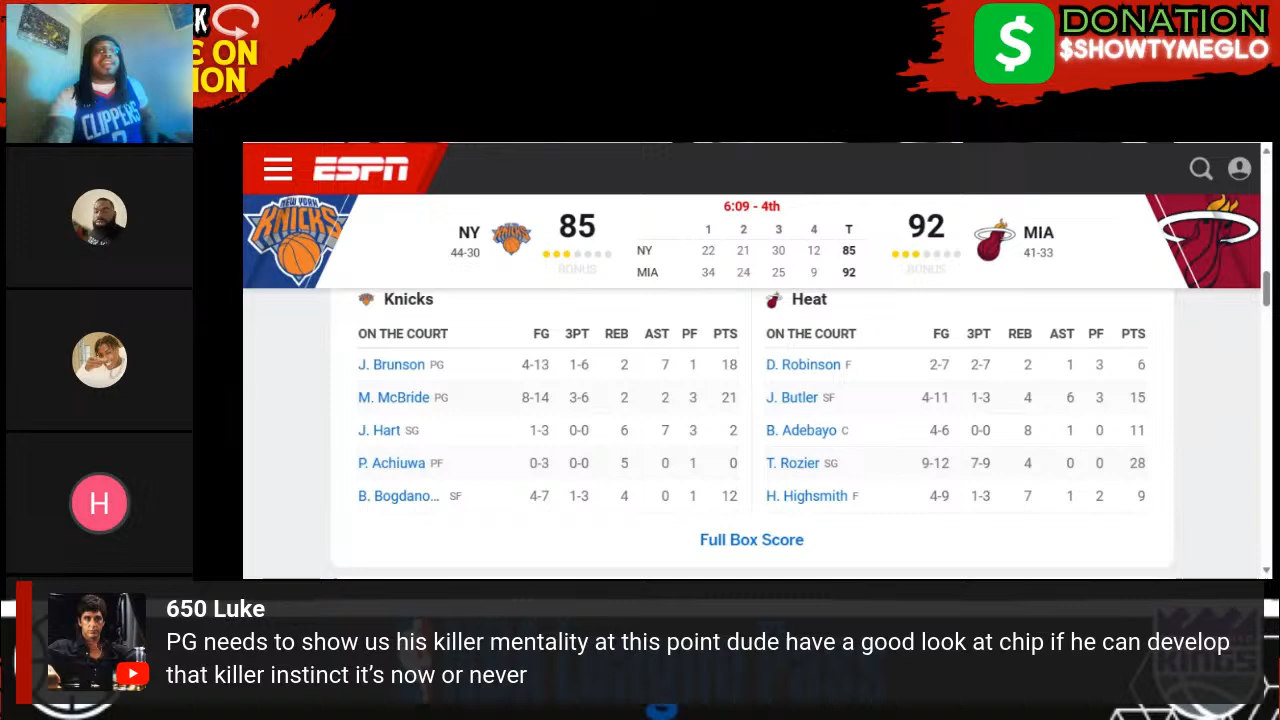 K
E ON
ION
DONATION
$SHOWTYMEGLO
CLIPPERS
ESPN
NEW YORK
KNICKS
6:09 - 4th
NY 85 1 2 3 4 T 92 MIA
44-30 BONUS NY 22 21 30 12 85 BONUS 41-33
MIA 34 24 25 9 92
Knicks
ON THE COURT FG 3PT REB AST PF PTS
J. Brunson PG 4-13 1-6 2 7 1 18
M. McBride PG 8-14 3-6 2 2 3 21
J. Hart SG 1-3 0-0 6 7 3 2
P. Achiuwa PF 0-3 0-0 5 0 1 0
B. Bogdano... SF 4-7 1-3 4 0 1 12
Heat
ON THE COURT FG 3PT REB AST PF PTS
D. Robinson F 2-7 2-7 2 1 3 6
J. Butler SF 4-11 1-3 4 6 3 15
B. Adebayo C 4-6 0-0 8 1 0 11
T. Rozier SG 9-12 7-9 4 0 0 28
H. Highsmith F 4-9 1-3 7 1 2 9
Full Box Score
H
650 Luke
PG needs to show us his killer mentality at this point dude have a good look at chip if he can develop
that killer instinct it’s now or never
KINGS